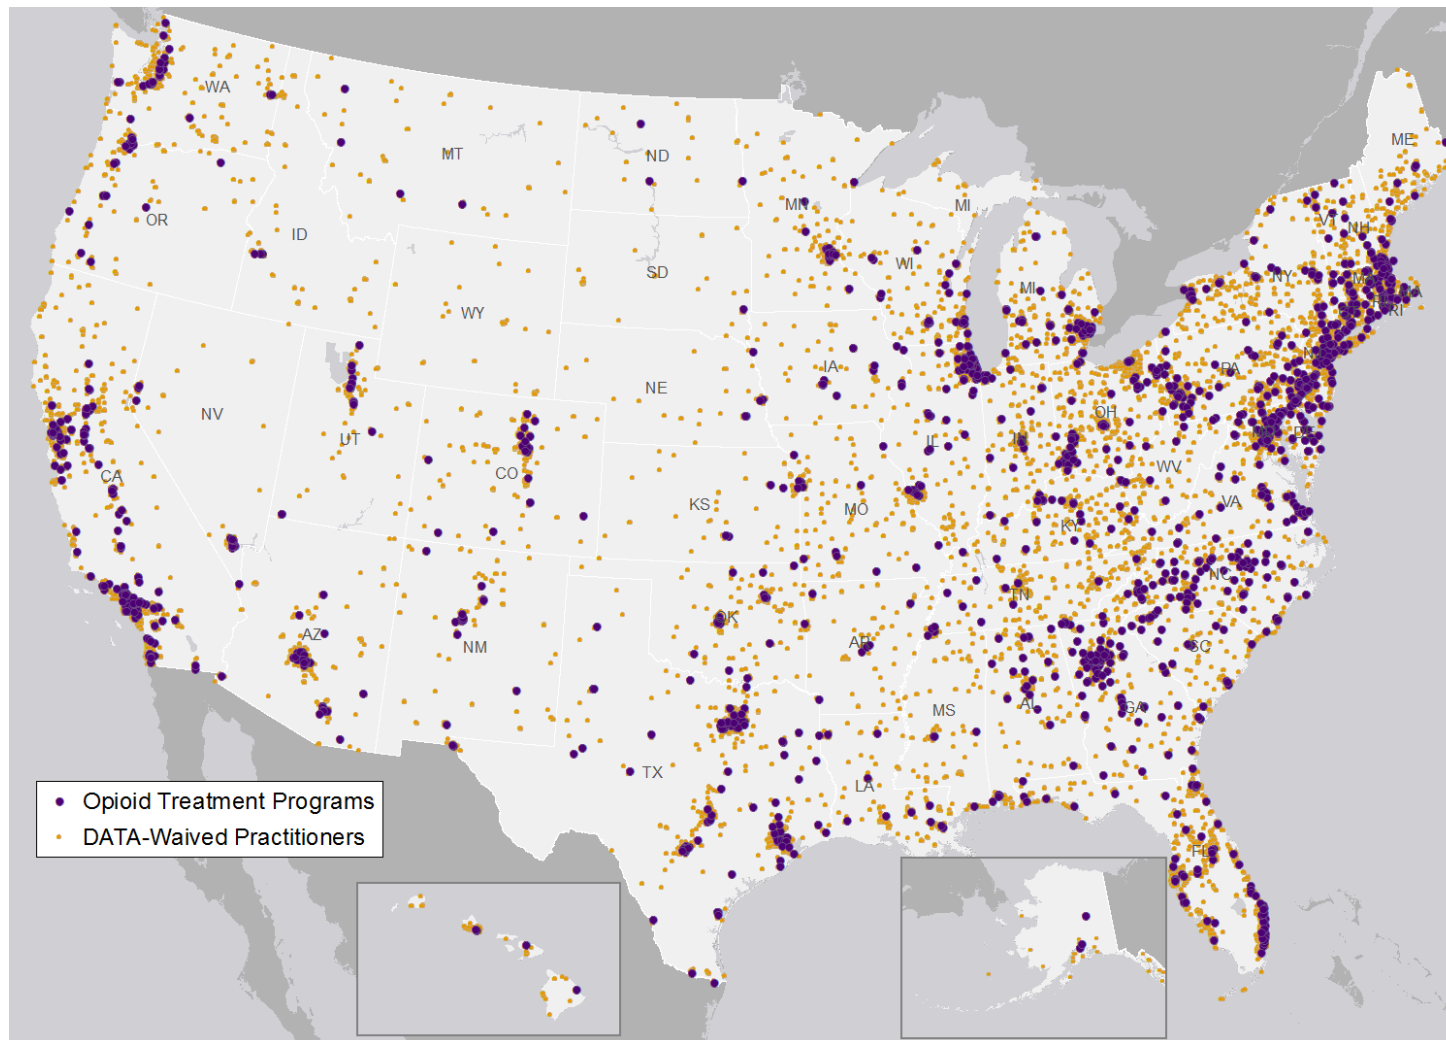 WA
ME
MT
ND
MN
MI
VT
NH
OR
ID
WI
NY
SD
MI
MA
RI
WY
IA
PA
NE
NV
OH
UT
IL
IN
CO
WV
CA
KS
MO
VA
KY
NC
TN
OK
AZ
AR
SC
NM
MS
AL
GA
TX
LA
Opioid Treatment Programs
DATA-Waived Practitioners
FL